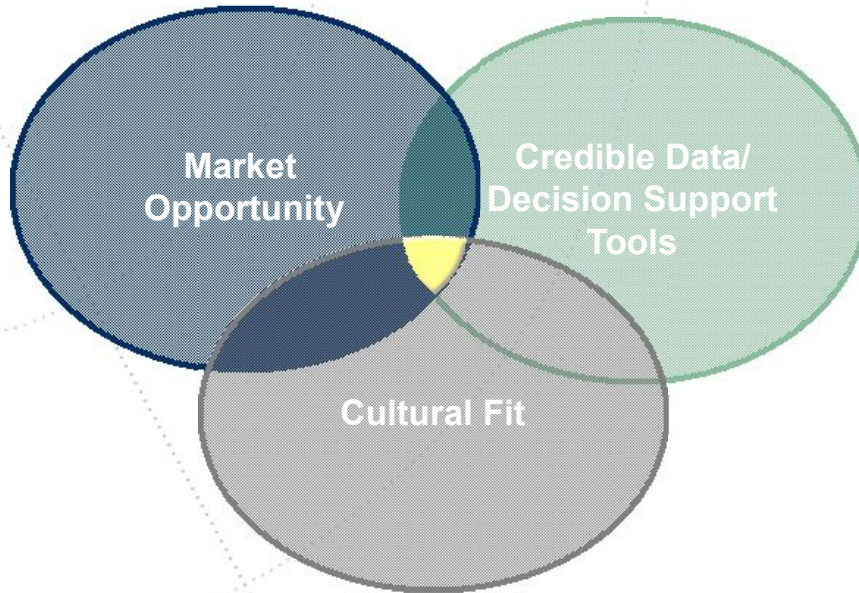 Market
Opportunity
Credible Data/
Decision Support
Tools
Cultural Fit